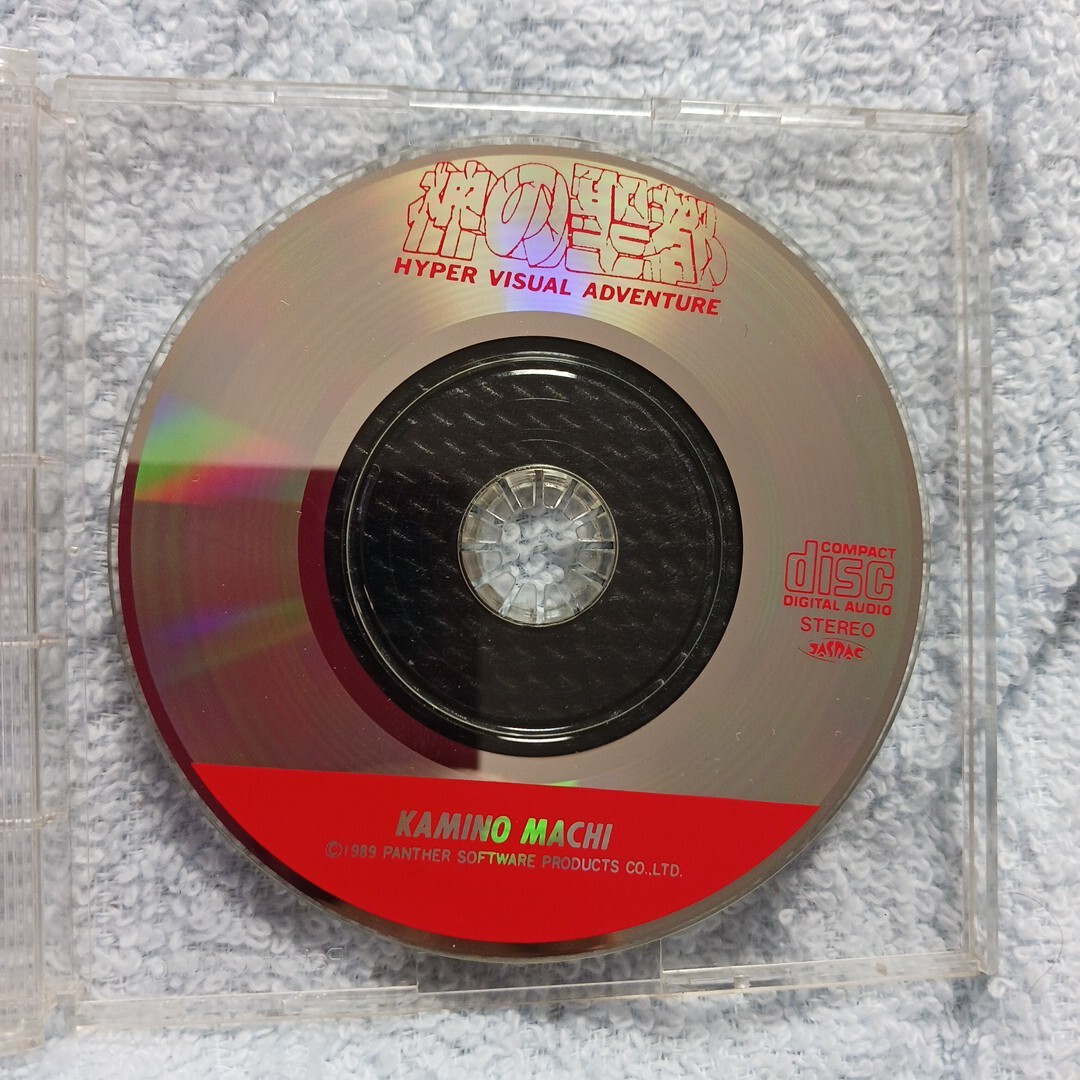 神の聖都
HYPER VISUAL ADVENTURE
COMPACT
disc
DIGITAL AUDIO
STEREO
JASRAC
KAMINO MACHI
©1989 PANTHER SOFTWARE PRODUCTS CO.,LTD.